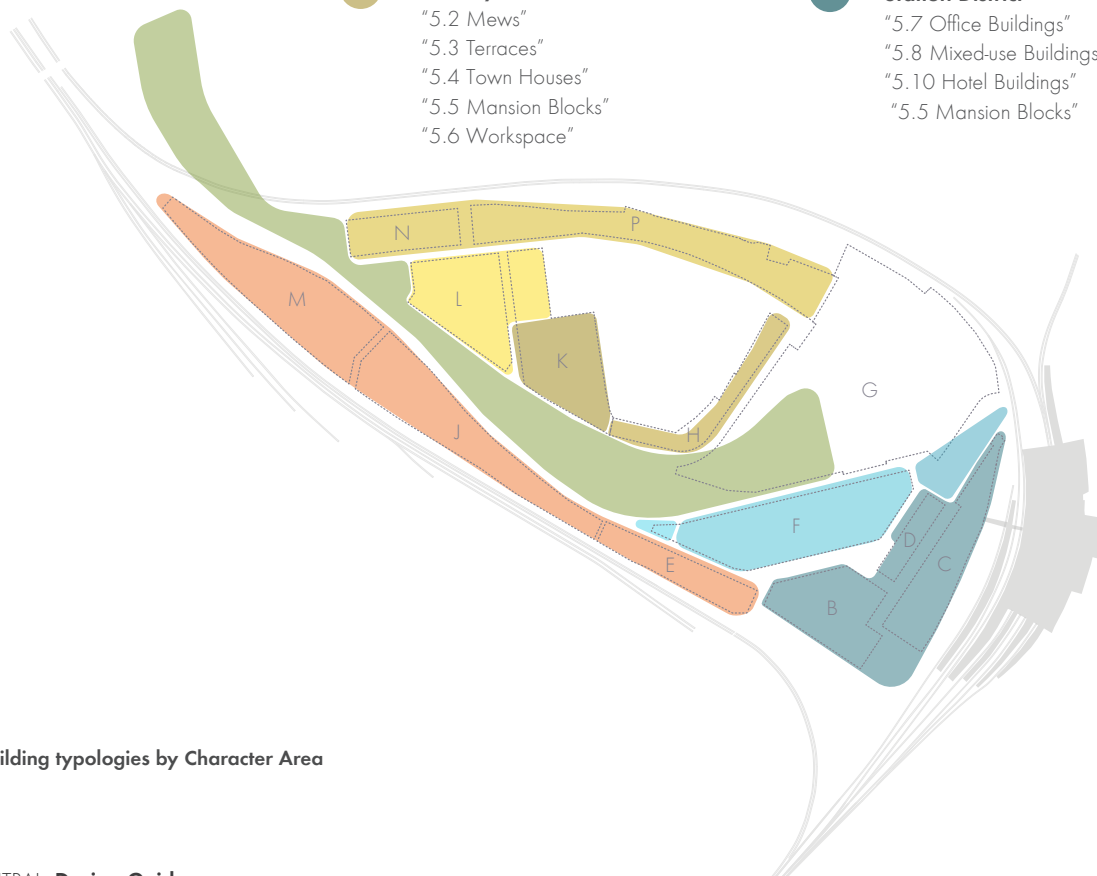 “5.2 Mews”
“5.3 Terraces”
“5.4 Town Houses”
“5.5 Mansion Blocks”
“5.6 Workspace”
“5.7 Office Buildings”
“5.8 Mixed-use Buildings
“5.10 Hotel Buildings”
“5.5 Mansion Blocks”
N
P
M
L
K
G
J
H
F
E
D
C
B
ilding typologies by Character Area